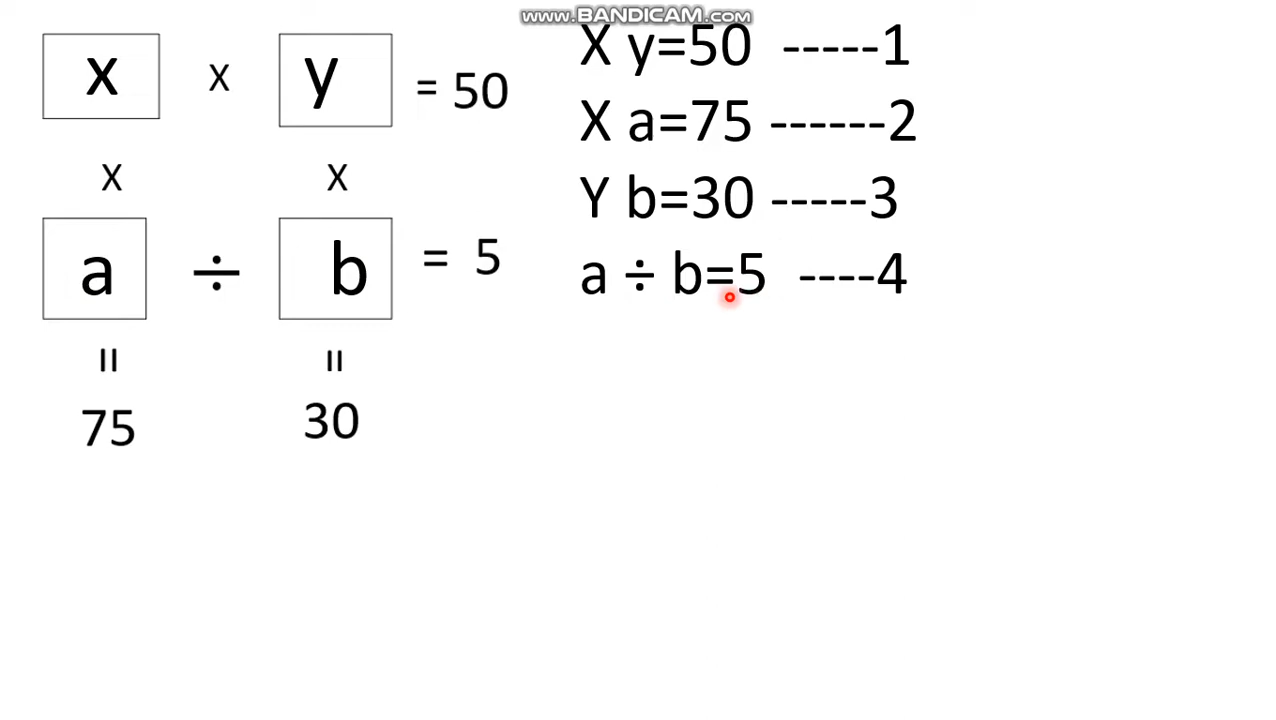 www.BANDICAM.com
x x y = 50
x x
a ÷ b = 5
= =
75 30
X y=50 -----1
X a=75 ------2
Y b=30 -----3
a ÷ b=5 ----4